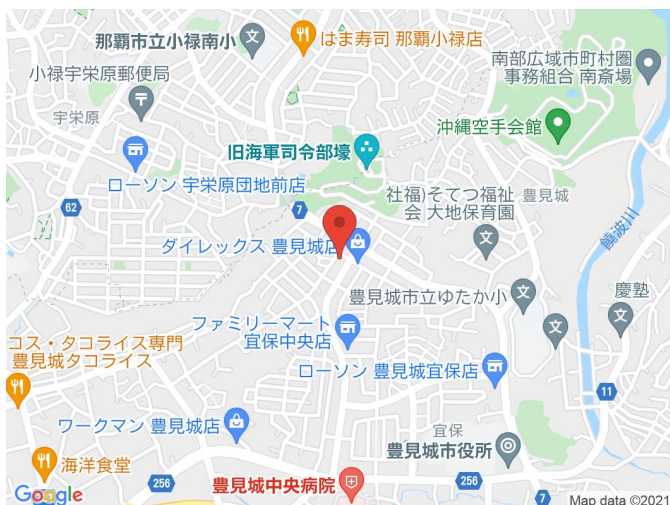 那覇市立小禄南小
はま寿司 那覇小禄店
小禄宇栄原郵便局
南部広域市町村圏
事務組合 南斎場
宇栄原
沖縄空手会館
旧海軍司令部壕
ローソン 宇栄原団地前店
社福)そてつ福祉
会 大地保育園
豊見城
62
7
饒波川
ダイレックス 豊見城店
豊見城市立ゆたか小
慶塾
ファミリーマート
宜保中央店
コス・タコライス専門
豊見城タコライス
ローソン 豊見城宜保店
11
ワークマン 豊見城店
宜保
豊見城市役所
海洋食堂
256
豊見城中央病院
256
7
Google
Map data ©2021